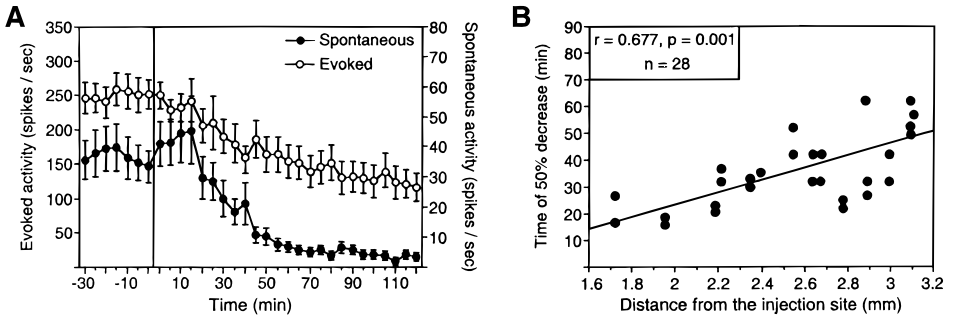 A
Evoked activity (spikes / sec)
350
300
250
200
150
100
50
Spontaneous
Evoked
80
70
60
50
40
30
20
10
Spontaneous activity (spikes / sec)
-30 -10 10 30 50 70 90 110
Time (min)
B
Time of 50% decrease (min)
90
80
70
60
50
40
30
20
10
r = 0.677, p = 0.001
n = 28
1.6 1.8 2 2.2 2.4 2.6 2.8 3 3.2
Distance from the injection site (mm)